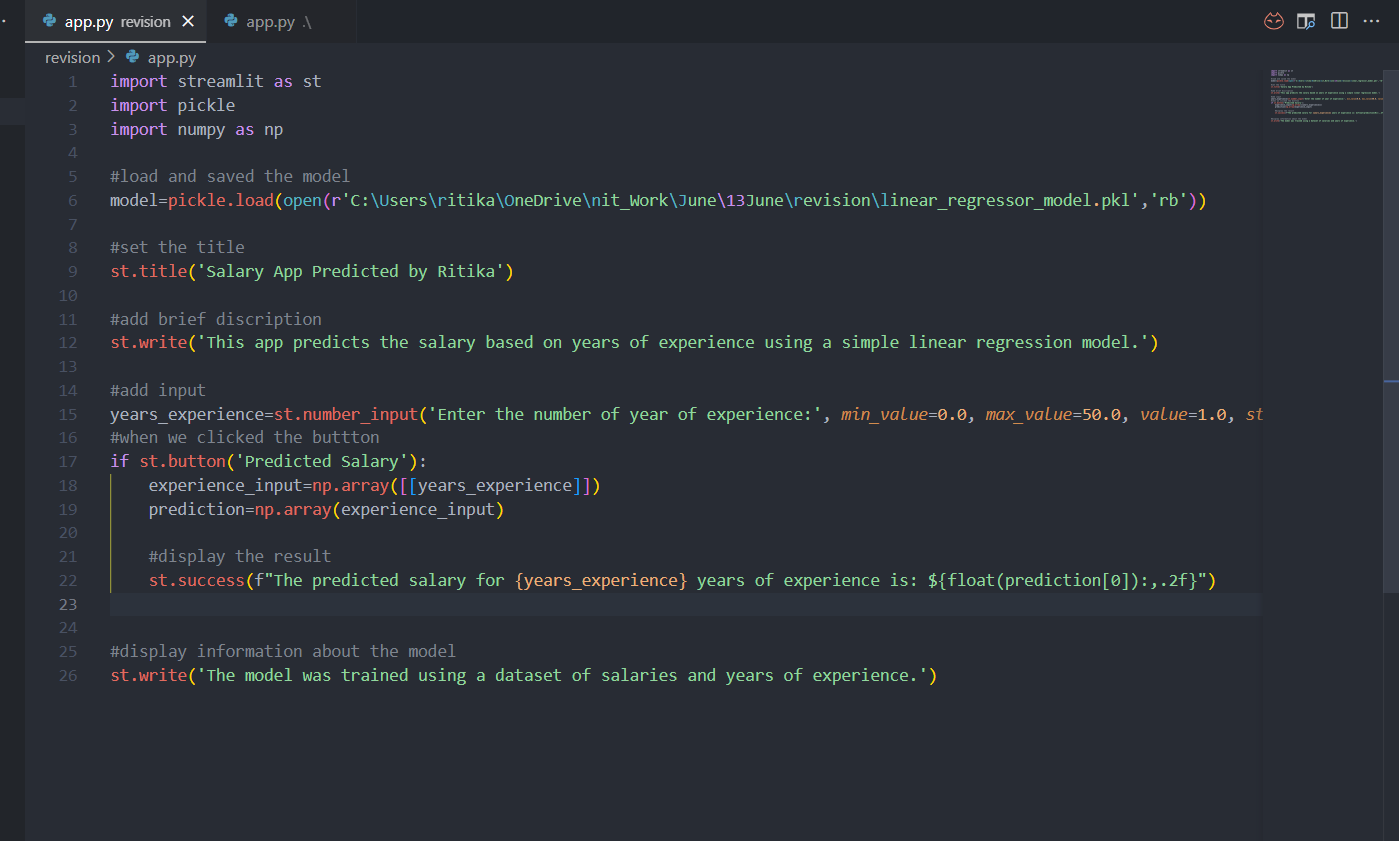 app.py revision
app.py .\
revision > app.py
1 import streamlit as st
2 import pickle
3 import numpy as np
4
5 #load and saved the model
6 model=pickle.load(open(r'C:\Users\ritika\OneDrive\nit_Work\June\13June\revision\linear_regressor_model.pkl','rb'))
7
8 #set the title
9 st.title('Salary App Predicted by Ritika')
10
11 #add brief discription
12 st.write('This app predicts the salary based on years of experience using a simple linear regression model.')
13
14 #add input
15 years_experience=st.number_input('Enter the number of year of experience:', min_value=0.0, max_value=50.0, value=1.0, st
16 #when we clicked the buttton
17 if st.button('Predicted Salary'):
18 experience_input=np.array([[years_experience]])
19 prediction=np.array(experience_input)
20
21 #display the result
22 st.success(f"The predicted salary for {years_experience} years of experience is: ${float(prediction[0]):,.2f}")
23
24
25 #display information about the model
26 st.write('The model was trained using a dataset of salaries and years of experience.')